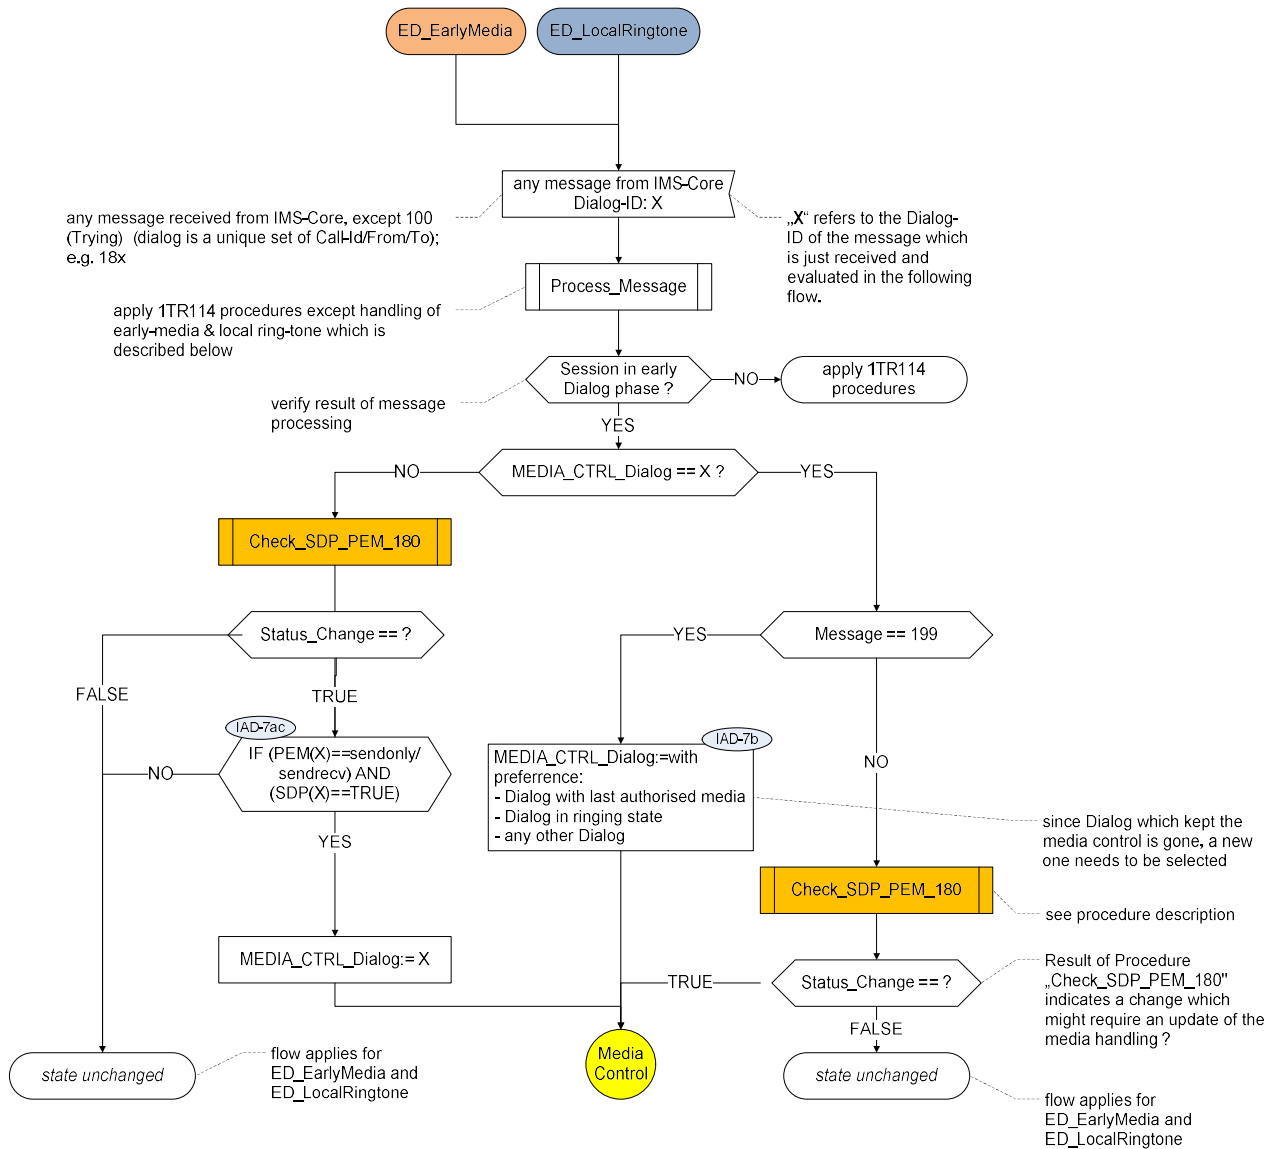 ED_EarlyMedia
ED_LocalRingtone
any message from IMS-Core
Dialog-ID: X
any message received from IMS-Core, except 100
(Trying)  (dialog is a unique set of Call-Id/From/To);
e.g. 18x
„X“ refers to the Dialog-
ID of the message which
is just received and
evaluated in the following
flow.
Process_Message
apply 1TR114 procedures except handling of
early-media & local ring-tone which is
described below
Session in early
Dialog phase ?
NO
apply 1TR114
procedures
verify result of message
processing
YES
MEDIA_CTRL_Dialog == X ?
NO
YES
Check_SDP_PEM_180
Status_Change == ?
Message == 199
YES
FALSE
TRUE
IAD-7ac
IF (PEM(X)==sendonly/
sendrecv) AND
(SDP(X)==TRUE)
NO
IAD-7b
MEDIA_CTRL_Dialog:=with
preferrence:
- Dialog with last authorised media
- Dialog in ringing state
- any other Dialog
NO
YES
since Dialog which kept the
media control is gone, a new
one needs to be selected
Check_SDP_PEM_180
see procedure description
MEDIA_CTRL_Dialog:= X
TRUE
Status_Change == ?
Result of Procedure
„Check_SDP_PEM_180"
indicates a change which
might require an update of the
media handling ?
FALSE
state unchanged
flow applies for
ED_EarlyMedia and
ED_LocalRingtone
Media
Control
state unchanged
flow applies for
ED_EarlyMedia and
ED_LocalRingtone